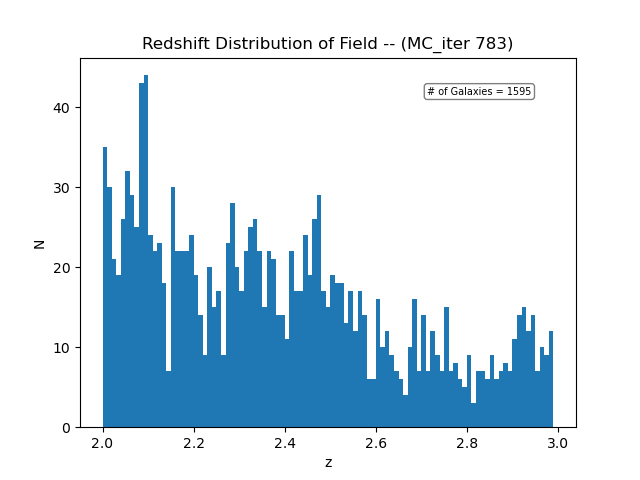 Redshift Distribution of Field -- (MC_iter 783)
# of Galaxies = 1595
N
40
30
20
10
0
2.0 2.2 2.4 2.6 2.8 3.0
z